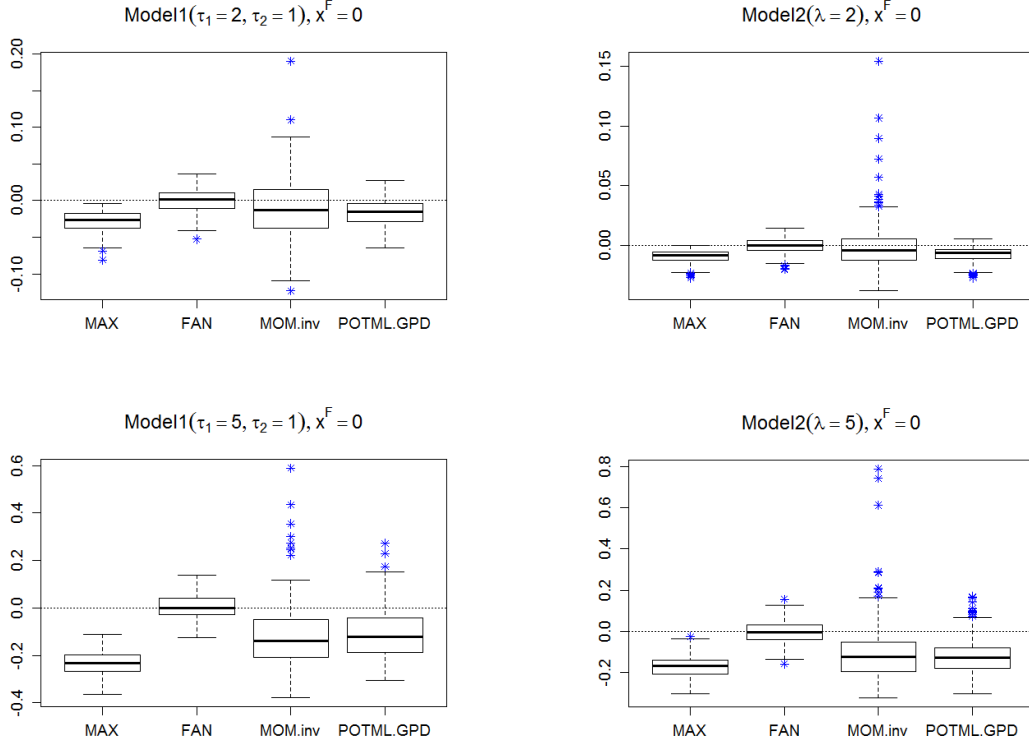 Model1(τ₁ = 2, τ₂ = 1), xᶠ = 0
0.20
0.10
0.00
-0.10
MAX FAN MOM.inv POTML.GPD
Model2(λ = 2), xᶠ = 0
0.15
0.10
0.05
0.00
MAX FAN MOM.inv POTML.GPD
Model1(τ₁ = 5, τ₂ = 1), xᶠ = 0
0.6
0.4
0.2
0.0
-0.2
-0.4
MAX FAN MOM.inv POTML.GPD
Model2(λ = 5), xᶠ = 0
0.8
0.6
0.4
0.2
0.0
-0.2
MAX FAN MOM.inv POTML.GPD